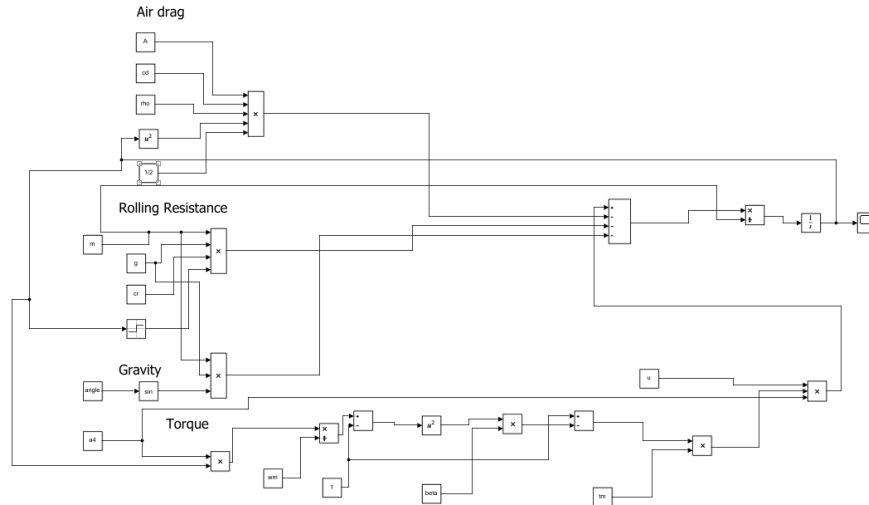 Air drag
A
cd
rho
u²
1/2
Rolling Resistance
m
g
cr
Gravity
angle
sin
a4
Torque
wm
1
u²
beta
tm
u
1/s